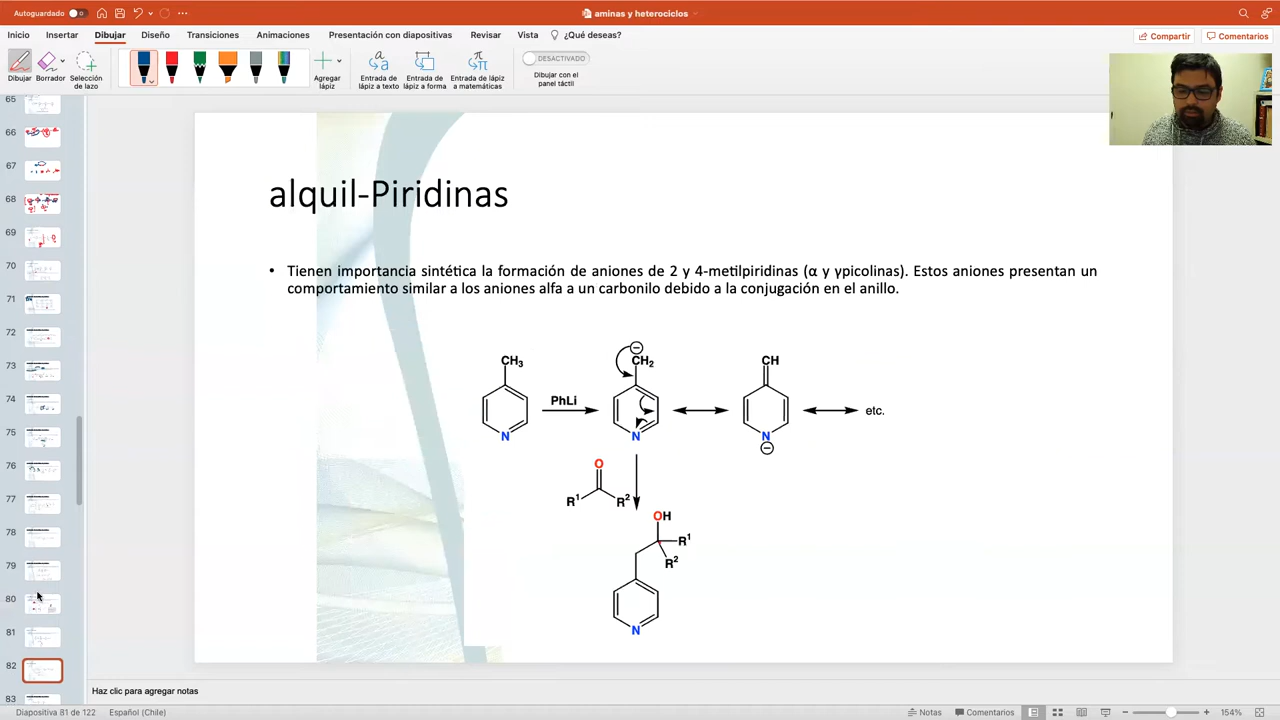 Autoguardado
aminas y heterociclos
Inicio Insertar Dibujar Diseño Transiciones Animaciones Presentación con diapositivas Revisar Vista ¿Qué deseas? Compartir Comentarios
DESACTIVADO
Dibujar Borrador Selección de lazo Agregar lápiz Entrada de lápiz a texto Entrada de lápiz a forma Entrada de lápiz a matemáticas Dibujar con el panel táctil
65
66
67
68
69
71
72
73
74
75
76
77
78
79
80
81
82
83
alquil-Piridinas
• Tienen importancia sintética la formación de aniones de 2 y 4-metilpiridinas (α y γpicolinas). Estos aniones presentan un
comportamiento similar a los aniones alfa a un carbonilo debido a la conjugación en el anillo.
CH3 CH2 CH
PhLi
etc.
N N N
O
R1 R2
OH
R1
R2
N
Haz clic para agregar notas
Diapositiva 81 de 122 Español (Chile) Notas Comentarios 154%